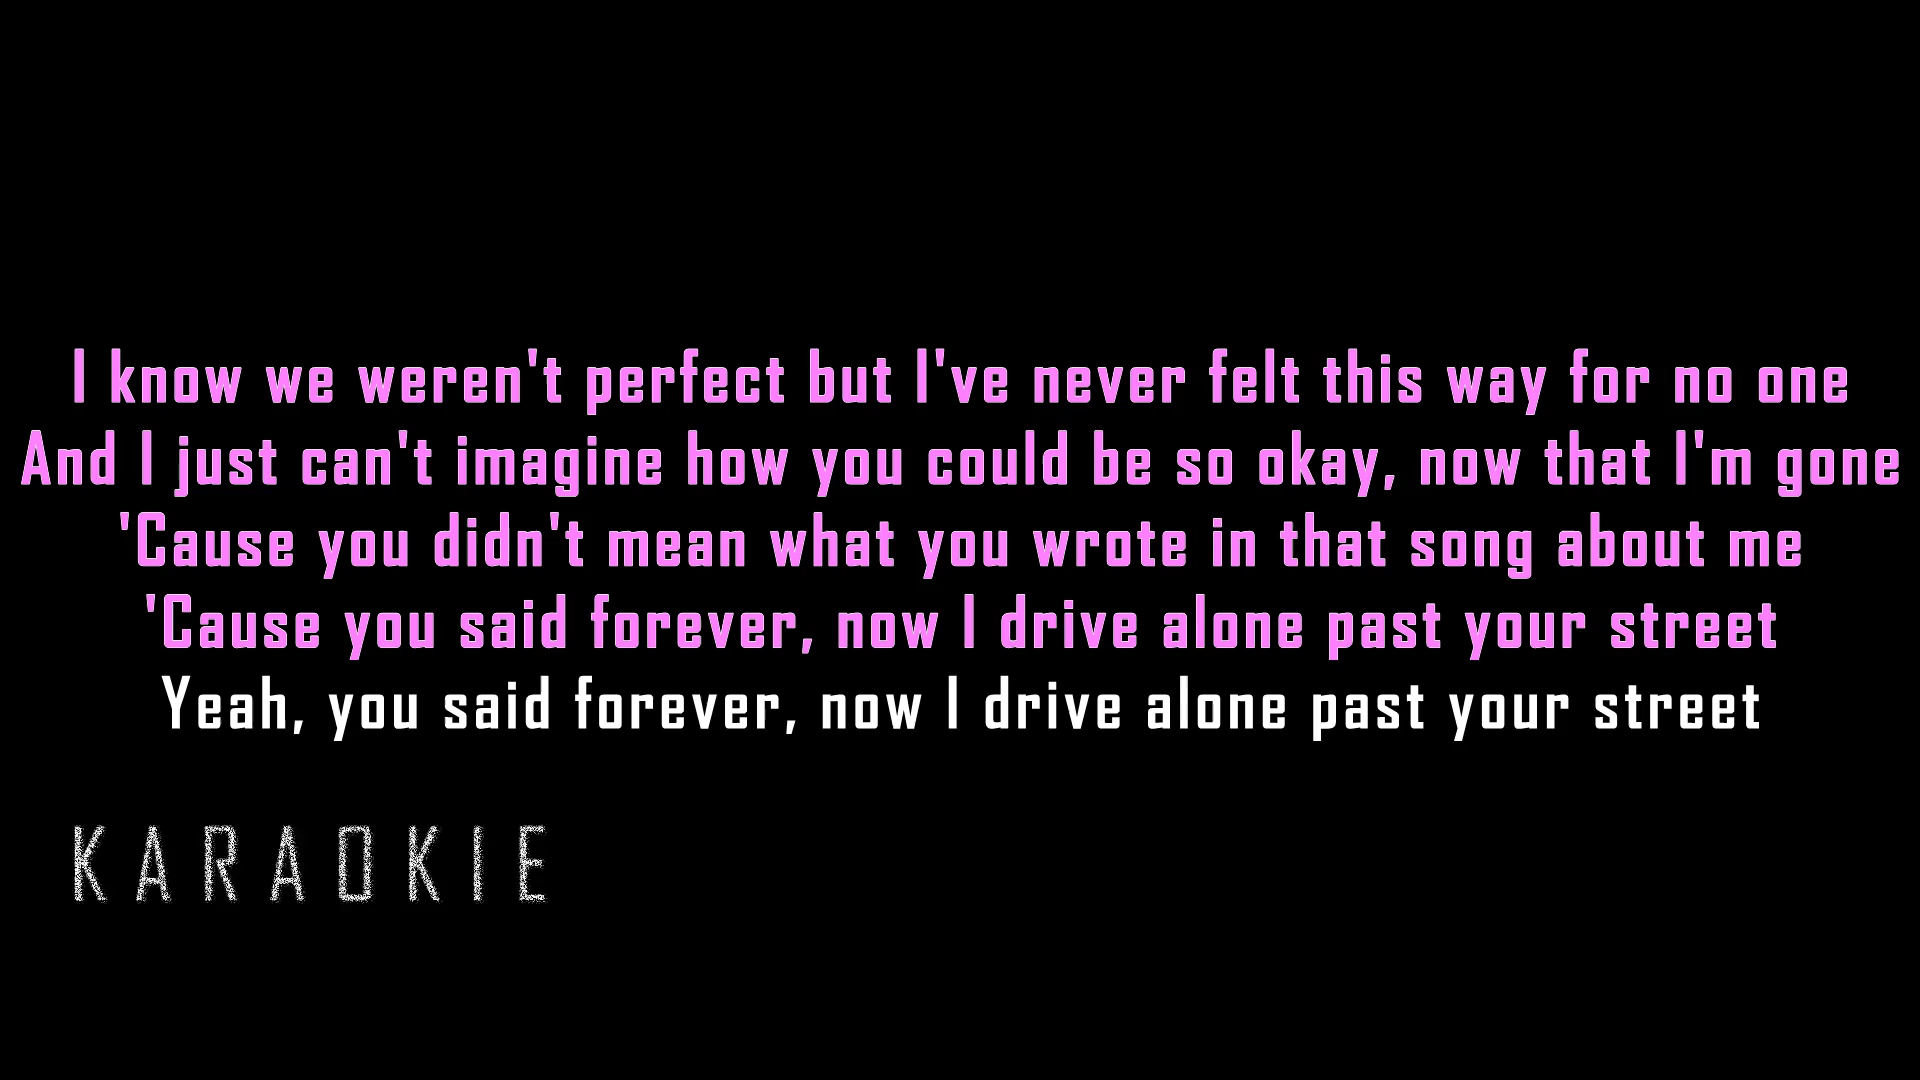 I know we weren't perfect but I've never felt this way for no one
And I just can't imagine how you could be so okay, now that I'm gone
'Cause you didn't mean what you wrote in that song about me
'Cause you said forever, now I drive alone past your street
Yeah, you said forever, now I drive alone past your street
KARAOKIE